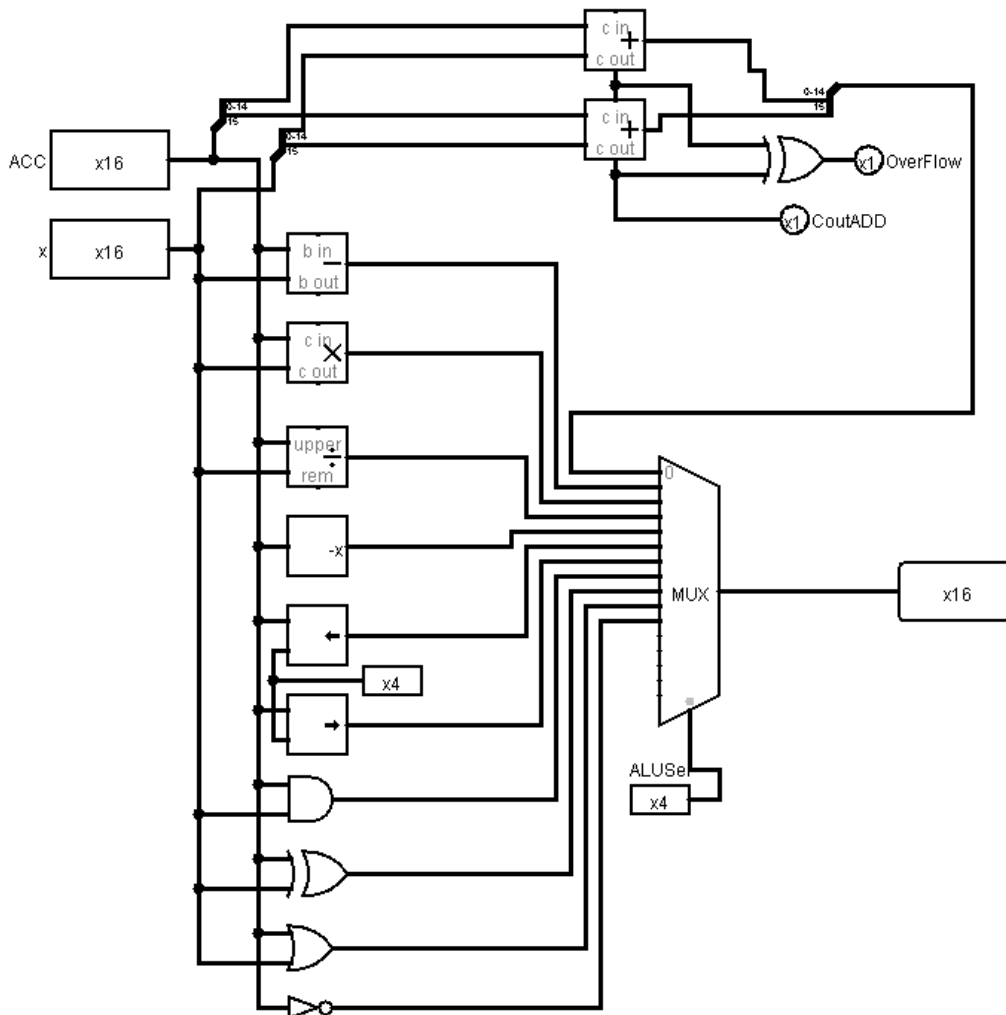 c in
+
c out
0-14
15
0-14
15
c in
+
c out
0-14
15
ACC
x16
x1
OverFlow
x1
CoutADD
x
x16
b in
−
b out
c in
×
c out
upper
÷
rem
0
-x
MUX
x16
←
x4
→
ALUSel
x4